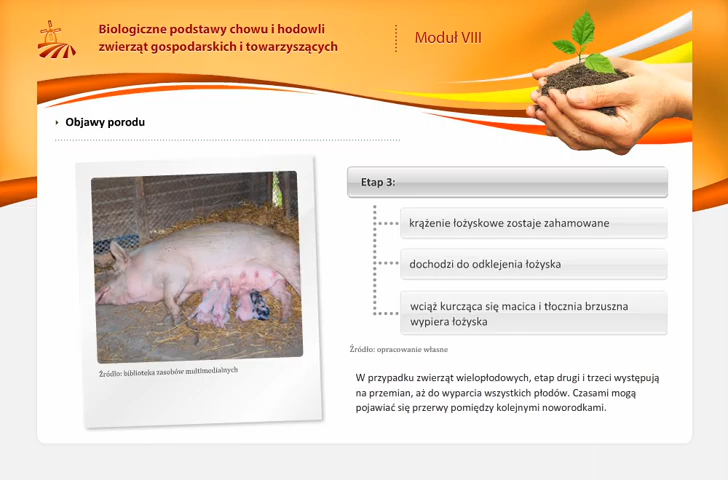 Biologiczne podstawy chowu i hodowli
zwierząt gospodarskich i towarzyszących
Moduł VIII
Objawy porodu
Etap 3:
krążenie łożyskowe zostaje zahamowane
dochodzi do odklejenia łożyska
wciąż kurcząca się macica i tłocznia brzuszna
wypiera łożyska
Źródło: opracowanie własne
Źródło: biblioteka zasobów multimedialnych
W przypadku zwierząt wielopłodowych, etap drugi i trzeci występują
na przemian, aż do wyparcia wszystkich płodów. Czasami mogą
pojawiać się przerwy pomiędzy kolejnymi noworodkami.